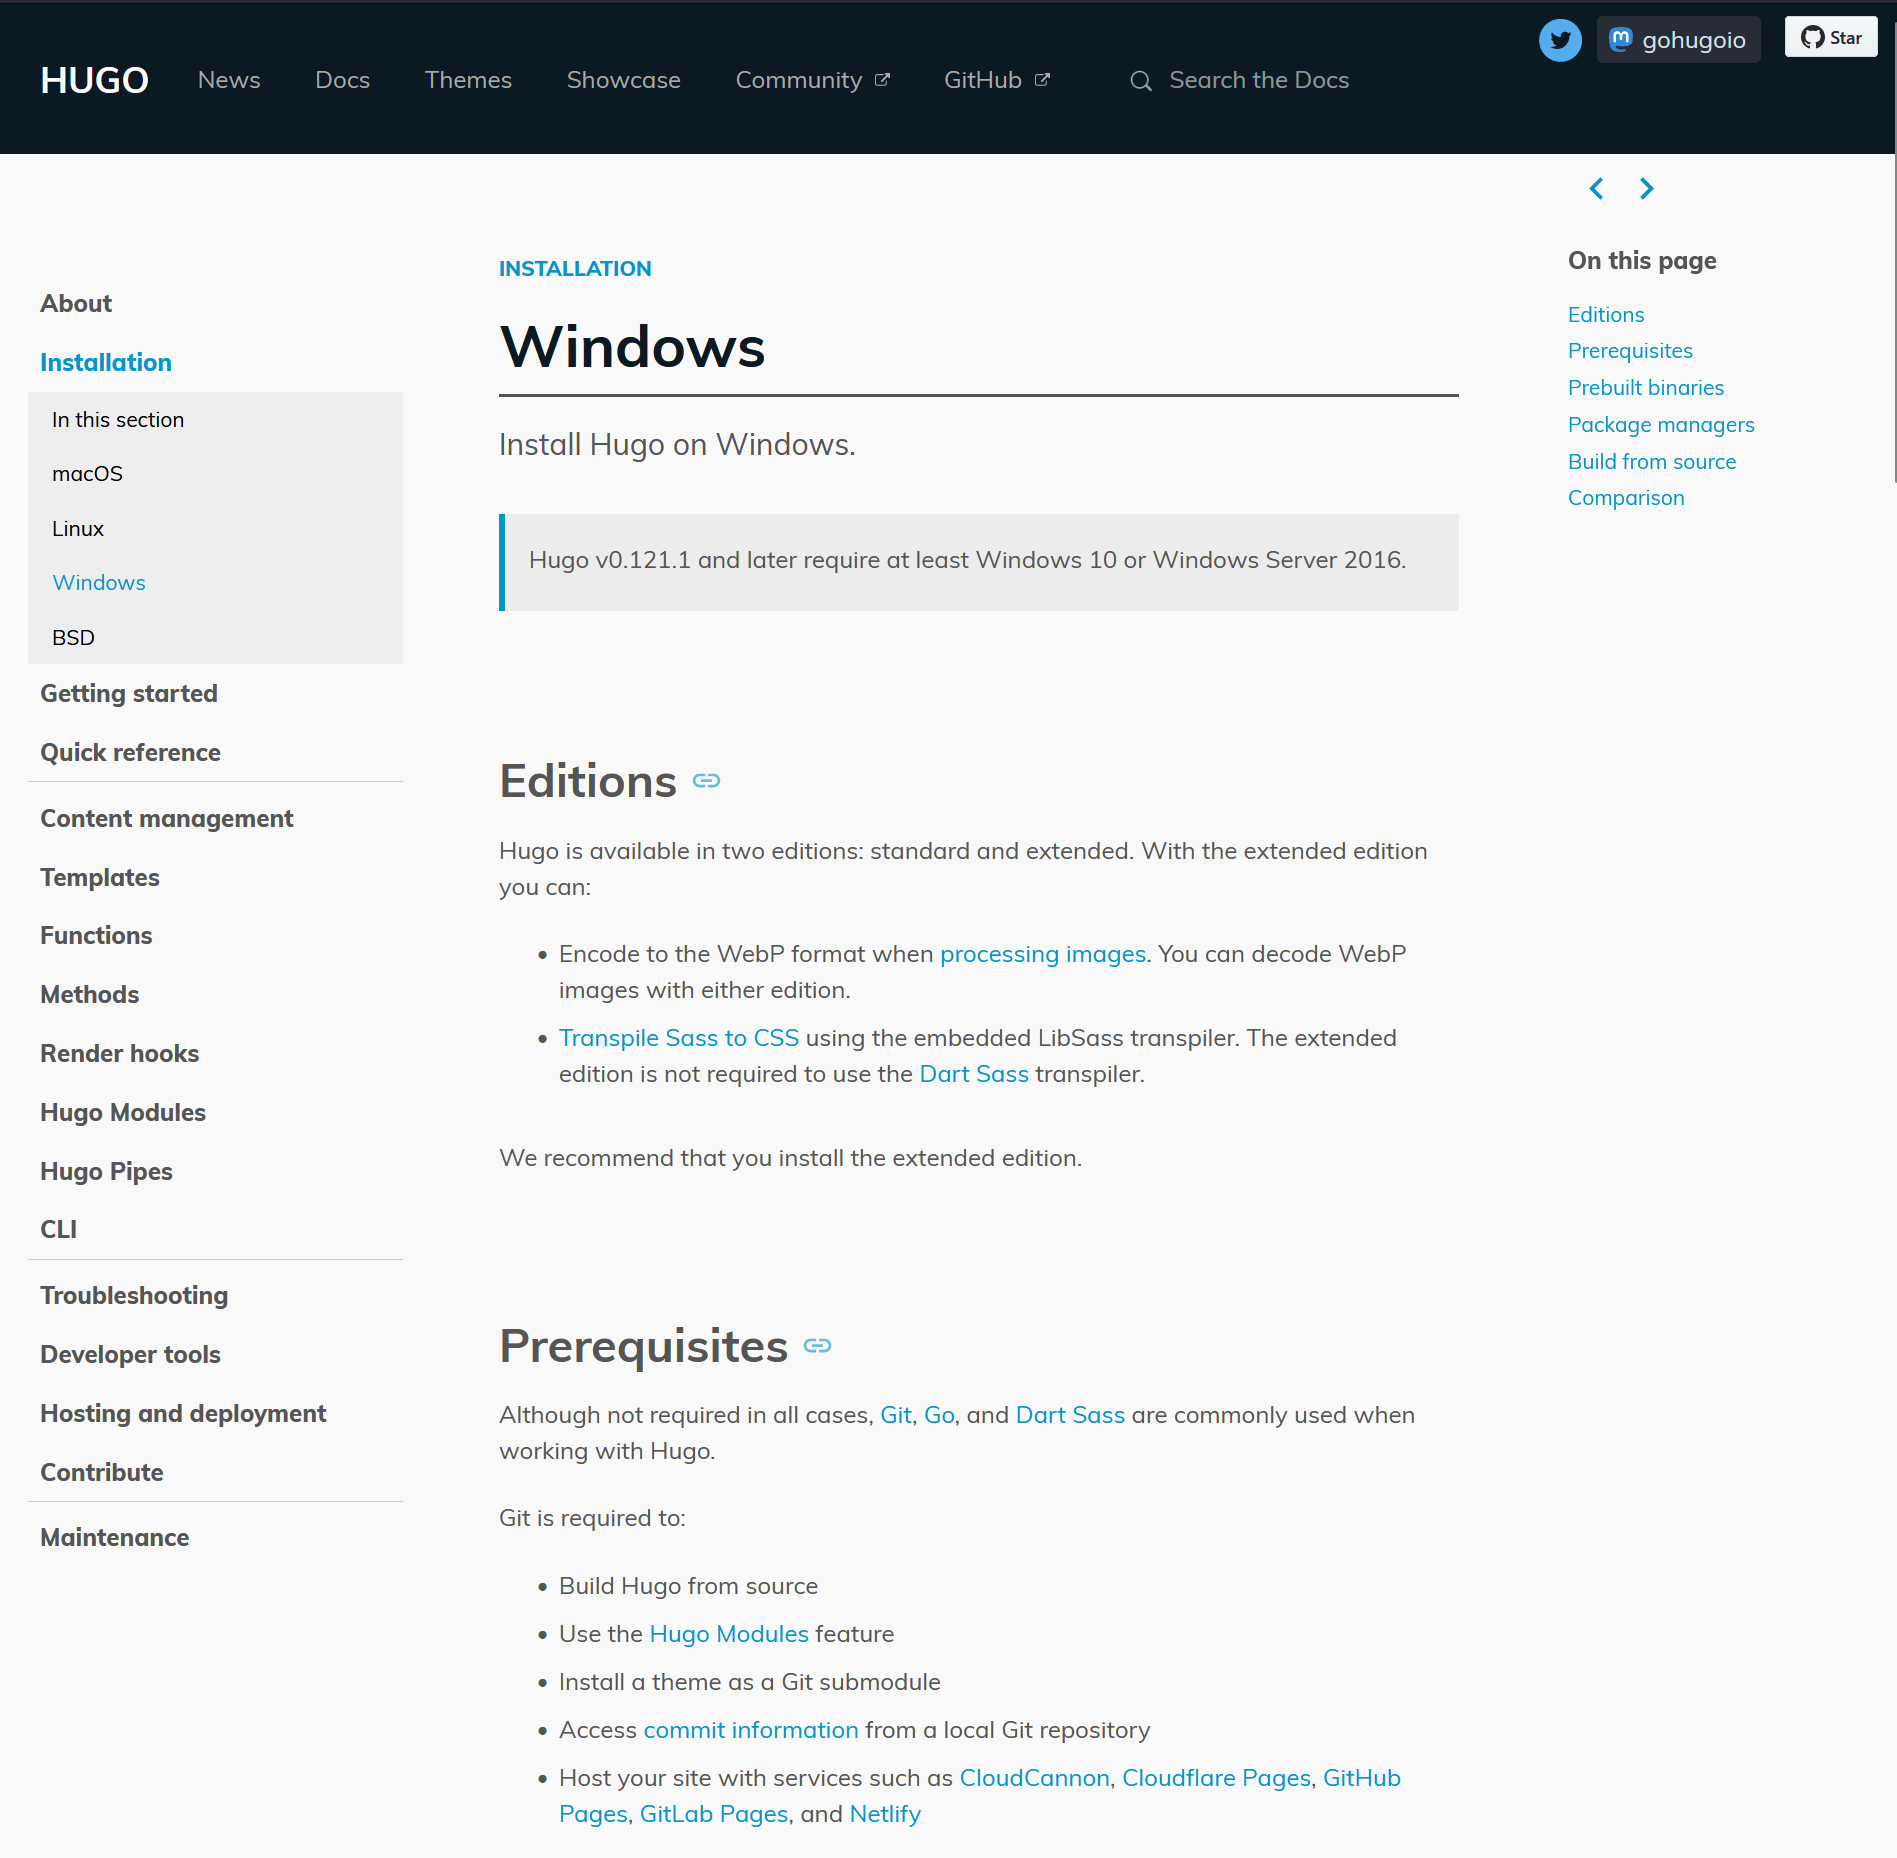 HUGO
News
Docs
Themes
Showcase
Community
GitHub
Search the Docs
gohugoio
Star
About
Installation
In this section
macOS
Linux
Windows
BSD
Getting started
Quick reference
Content management
Templates
Functions
Methods
Render hooks
Hugo Modules
Hugo Pipes
CLI
Troubleshooting
Developer tools
Hosting and deployment
Contribute
Maintenance
INSTALLATION
Windows
Install Hugo on Windows.
Hugo v0.121.1 and later require at least Windows 10 or Windows Server 2016.
Editions
Hugo is available in two editions: standard and extended. With the extended edition
you can:
• Encode to the WebP format when processing images. You can decode WebP
images with either edition.
• Transpile Sass to CSS using the embedded LibSass transpiler. The extended
edition is not required to use the Dart Sass transpiler.
We recommend that you install the extended edition.
Prerequisites
Although not required in all cases, Git, Go, and Dart Sass are commonly used when
working with Hugo.
Git is required to:
• Build Hugo from source
• Use the Hugo Modules feature
• Install a theme as a Git submodule
• Access commit information from a local Git repository
• Host your site with services such as CloudCannon, Cloudflare Pages, GitHub
Pages, GitLab Pages, and Netlify
On this page
Editions
Prerequisites
Prebuilt binaries
Package managers
Build from source
Comparison